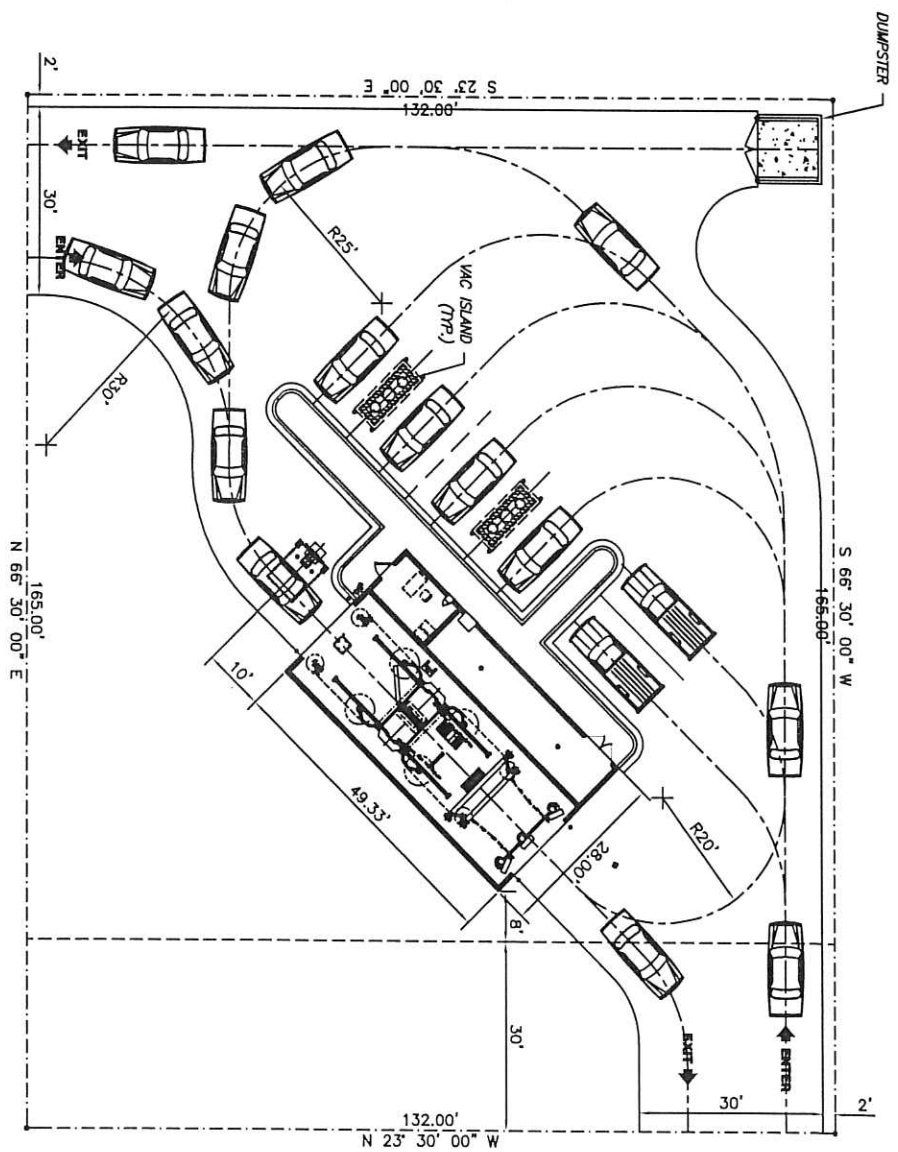 DUMPSTER
2'
S 23° 30' 00" E
132.00'
EXIT
30'
ENTER
R25'
VAC ISLAND
(TYP.)
R30'
S 66° 30' 00" W
165.00'
N 66° 30' 00" E
165.00'
10'
49.33'
28.00'
R20'
8'
30'
EXIT
ENTER
30'
2'
132.00'
N 23° 30' 00" W